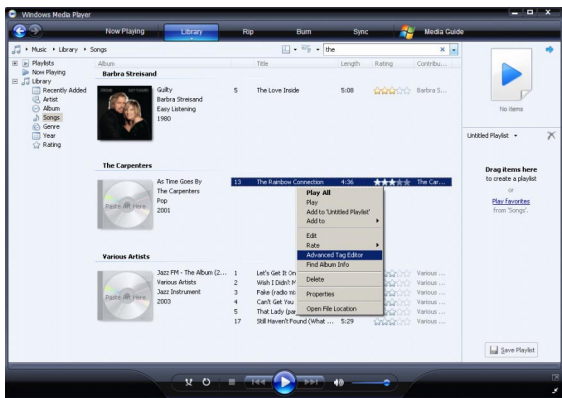 Windows Media Player
Now Playing Library Rip Burn Sync Media Guide
Music Library Songs the
Playlists
Now Playing
Library
Recently Added
Artist
Album
Songs
Genre
Year
Rating
Album Title Length Rating Contribu...
Barbra Streisand
Guilty 5 The Love Inside 5:08 Barbra S...
Barbra Streisand
Easy Listening
1980
The Carpenters
As Time Goes By 13 The Rainbow Connection 4:36 The Car...
The Carpenters
Pop
2001
Paste Art Here
Play All
Play
Add to 'Untitled Playlist'
Add to
Edit
Rate
Advanced Tag Editor
Find Album Info
Delete
Properties
Open File Location
Various Artists
Jazz FM - The Album (2... 1 Let's Get It On Various ...
Various Artists 2 Wish I Didn't Various ...
Jazz Instrument 3 Fake (radio Various ...
2003 4 Can't Get You Various ...
5 That Lady Various ...
17 Still Haven't Found (What ... 5:29 Various ...
Paste Art Here
No items
Untitled Playlist
Drag items here
to create a playlist
or
Play favorites
from 'Songs'.
Save Playlist